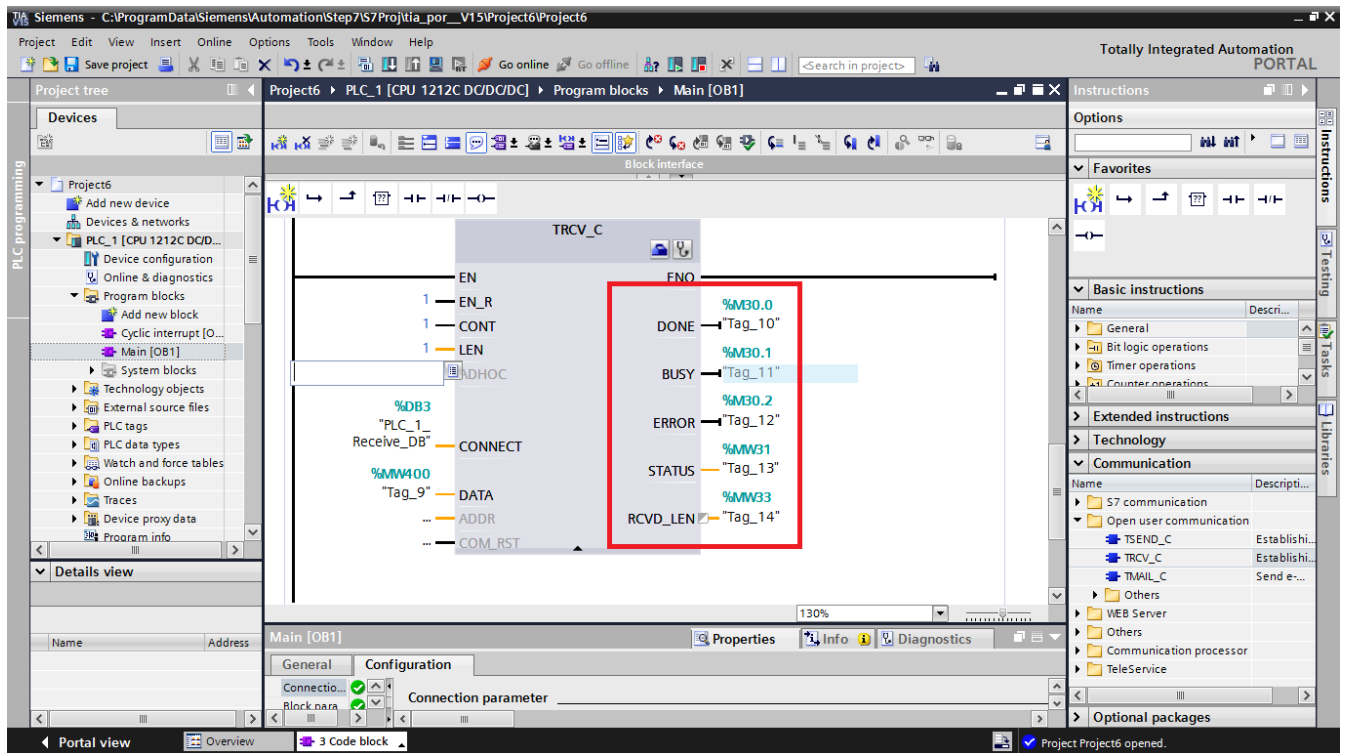 Siemens - C:\ProgramData\Siemens\Automation\Step7\S7Proj\tia_por__V15\Project6\Project6
Project Edit View Insert Online Options Tools Window Help
Totally Integrated Automation
PORTAL
Save project
Go online
Go offline
<Search in project>
Project tree
Project6 PLC_1 [CPU 1212C DC/DC/DC] Program blocks Main [OB1]
Instructions
Devices
Options
Block interface
PLC programming
Project6
Add new device
Devices & networks
PLC_1 [CPU 1212C DC/D...
Device configuration
Online & diagnostics
Program blocks
Add new block
Cyclic interrupt [O...
Main [OB1]
System blocks
Technology objects
External source files
PLC tags
PLC data types
Watch and force tables
Online backups
Traces
Device proxy data
Program info
Details view
Name Address
TRCV_C
EN ENO
1 EN_R
%M30.0
1 CONT
DONE "Tag_10"
1 LEN
%M30.1
ADHOC
BUSY "Tag_11"
%DB3
"PLC_1_
Receive_DB" CONNECT
%M30.2
ERROR "Tag_12"
%MW31
STATUS "Tag_13"
%MW400
"Tag_9" DATA
%MW33
RCVD_LEN "Tag_14"
... ADDR
... COM_RST
130%
Main [OB1]
Properties
Info
Diagnostics
General Configuration
Connectio...
Block para
Connection parameter
Favorites
Basic instructions
Name Descri...
General
Bit logic operations
Timer operations
Counter operations
Extended instructions
Technology
Communication
Name Descripti...
S7 communication
Open user communication
TSEND_C Establishi...
TRCV_C Establishi...
TMAIL_C Send e-...
Others
WEB Server
Others
Communication processor
TeleService
Optional packages
Instructions
Testing
Tasks
Libraries
Portal view
Overview
3 Code block
Project Project6 opened.